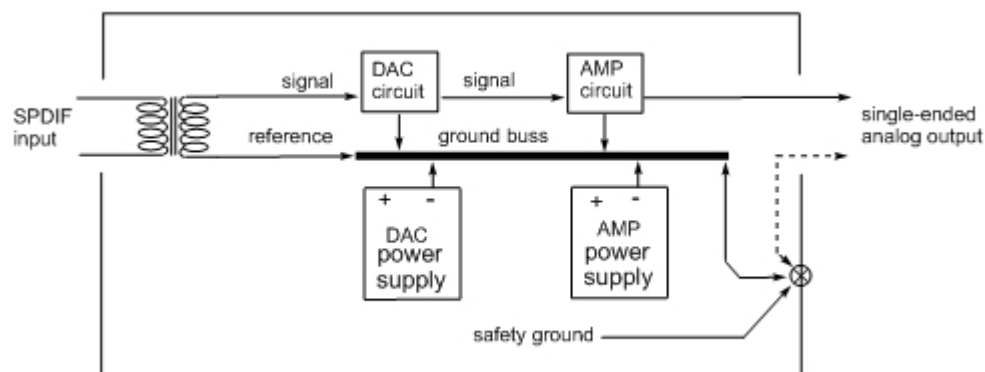 SPDIF
input
signal
DAC
circuit
signal
AMP
circuit
single-ended
analog output
reference
ground buss
+ -
DAC
power
supply
+ -
AMP
power
supply
safety ground